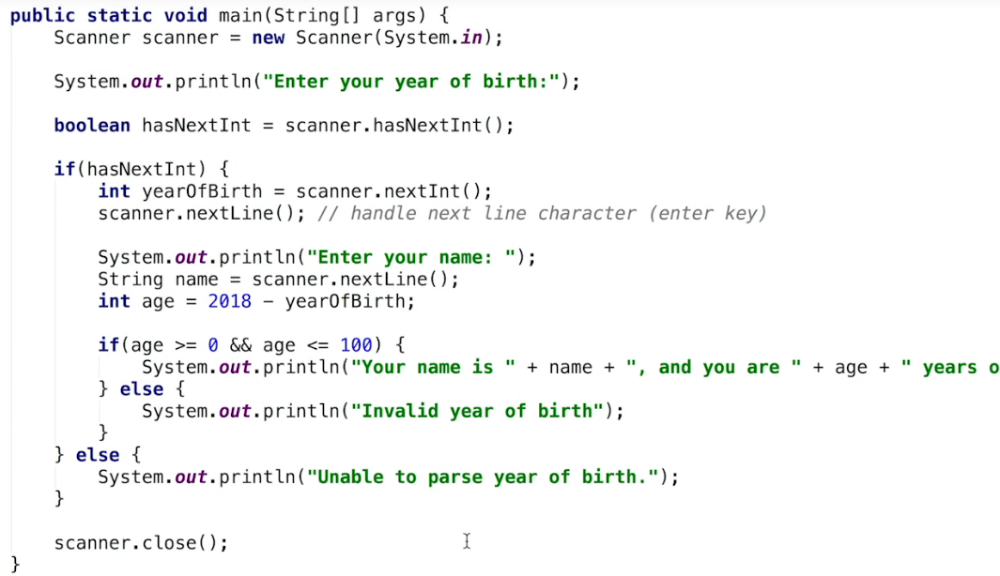 public static void main(String[] args) {
    Scanner scanner = new Scanner(System.in);
    System.out.println("Enter your year of birth:");
    boolean hasNextInt = scanner.hasNextInt();
    if(hasNextInt) {
        int yearOfBirth = scanner.nextInt();
        scanner.nextLine(); // handle next line character (enter key)
        System.out.println("Enter your name: ");
        String name = scanner.nextLine();
        int age = 2018 - yearOfBirth;
        if(age >= 0 && age <= 100) {
            System.out.println("Your name is " + name + ", and you are " + age + " years o
        } else {
            System.out.println("Invalid year of birth");
        }
    } else {
        System.out.println("Unable to parse year of birth.");
    }
    scanner.close();
}